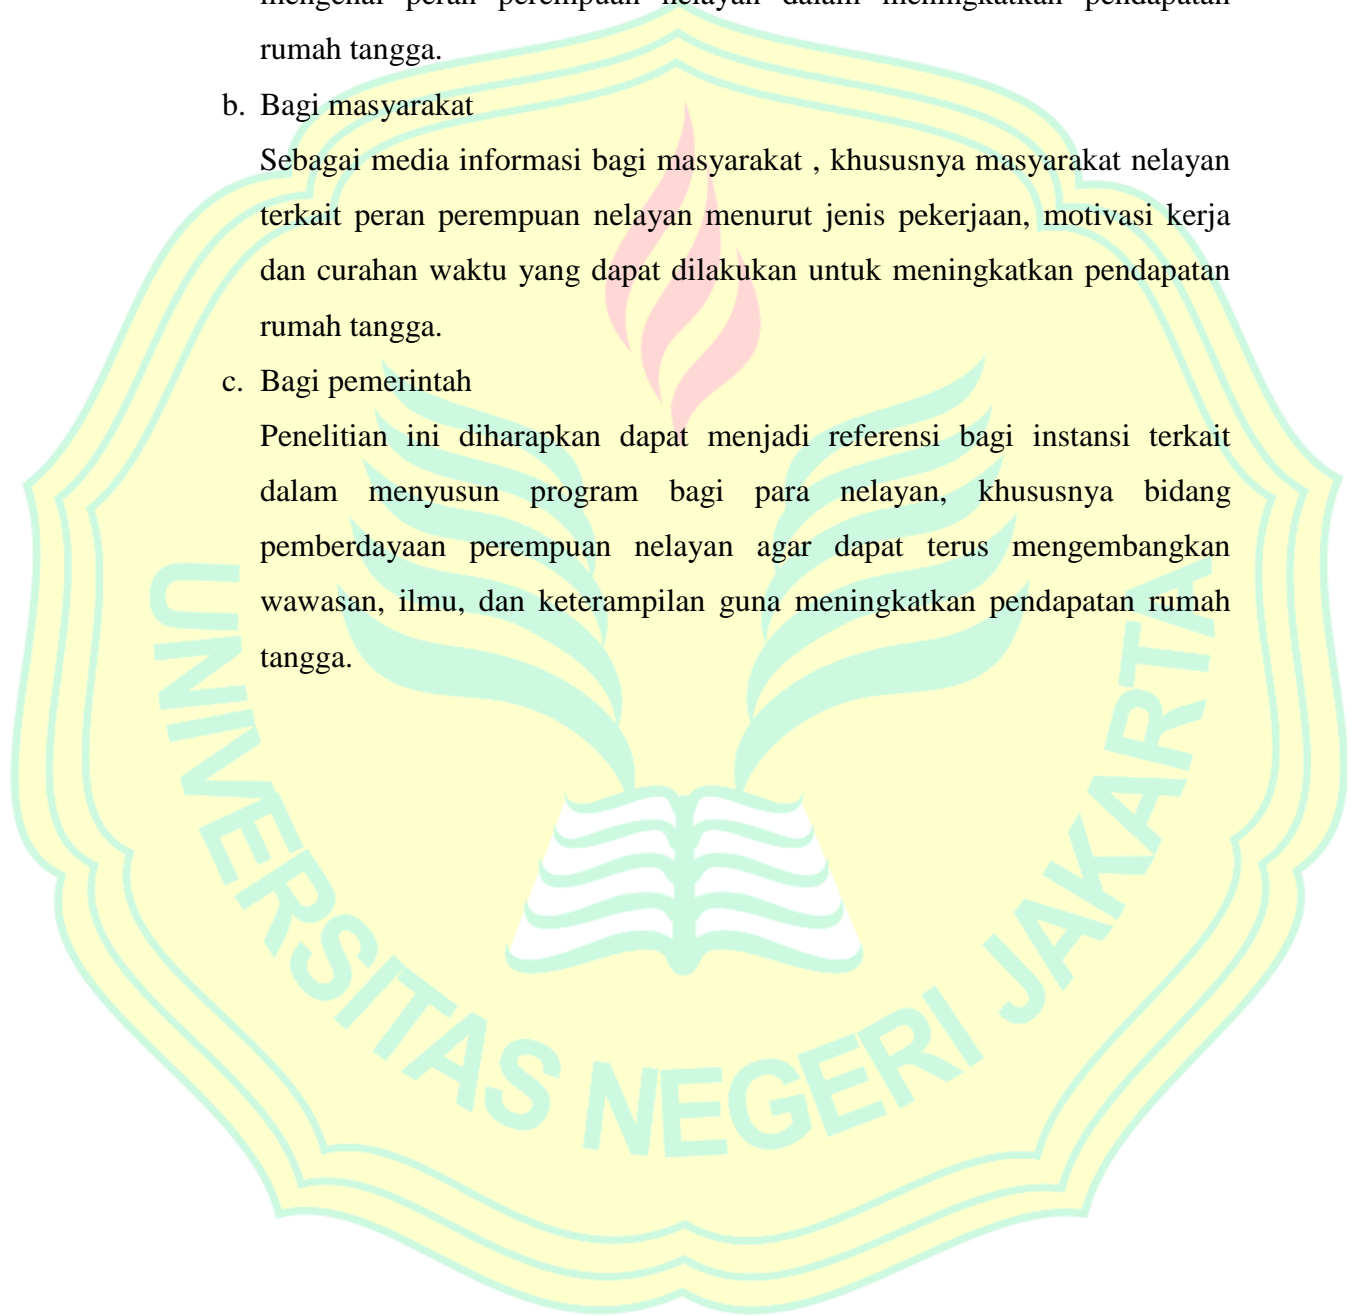 mengenai peran perempuan nelayan dalam meningkatkan pendapatan
rumah tangga.
b. Bagi masyarakat
Sebagai media informasi bagi masyarakat , khususnya masyarakat nelayan
terkait peran perempuan nelayan menurut jenis pekerjaan, motivasi kerja
dan curahan waktu yang dapat dilakukan untuk meningkatkan pendapatan
rumah tangga.
c. Bagi pemerintah
Penelitian ini diharapkan dapat menjadi referensi bagi instansi terkait
dalam menyusun program bagi para nelayan, khususnya bidang
pemberdayaan perempuan nelayan agar dapat terus mengembangkan
wawasan, ilmu, dan keterampilan guna meningkatkan pendapatan rumah
tangga.
UNIVERSITAS NEGERI JAKARTA